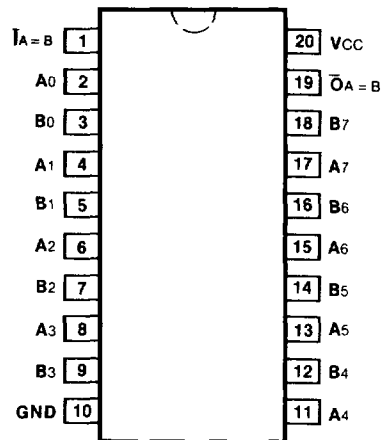 I̅A = B 1 20 VCC
A0 2 19 O̅A = B
B0 3 18 B7
A1 4 17 A7
B1 5 16 B6
A2 6 15 A6
B2 7 14 B5
A3 8 13 A5
B3 9 12 B4
GND 10 11 A4